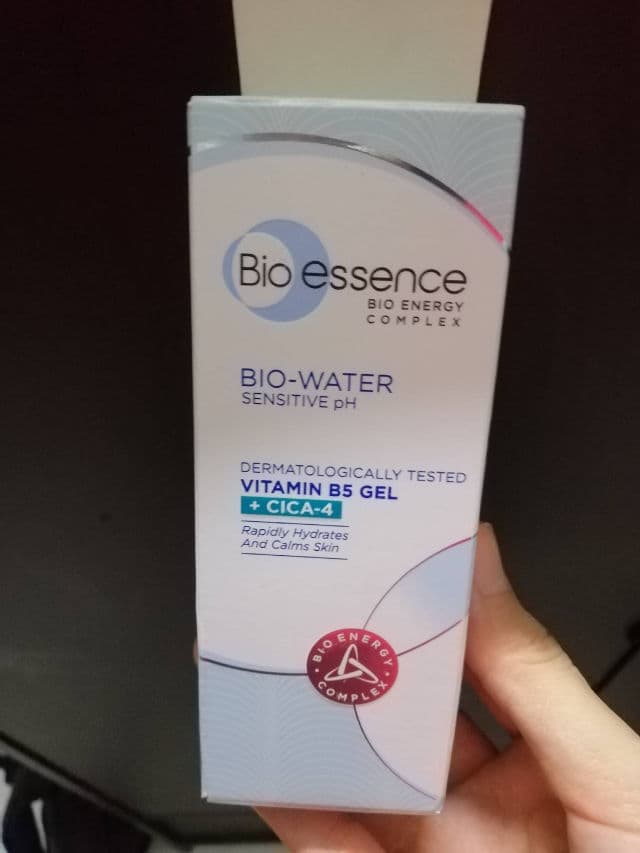 Bio essence
BIO ENERGY
COMPLEX
BIO-WATER
SENSITIVE pH
DERMATOLOGICALLY TESTED
VITAMIN B5 GEL
+ CICA-4
Rapidly Hydrates
And Calms Skin
BIO ENERGY
COMPLEX